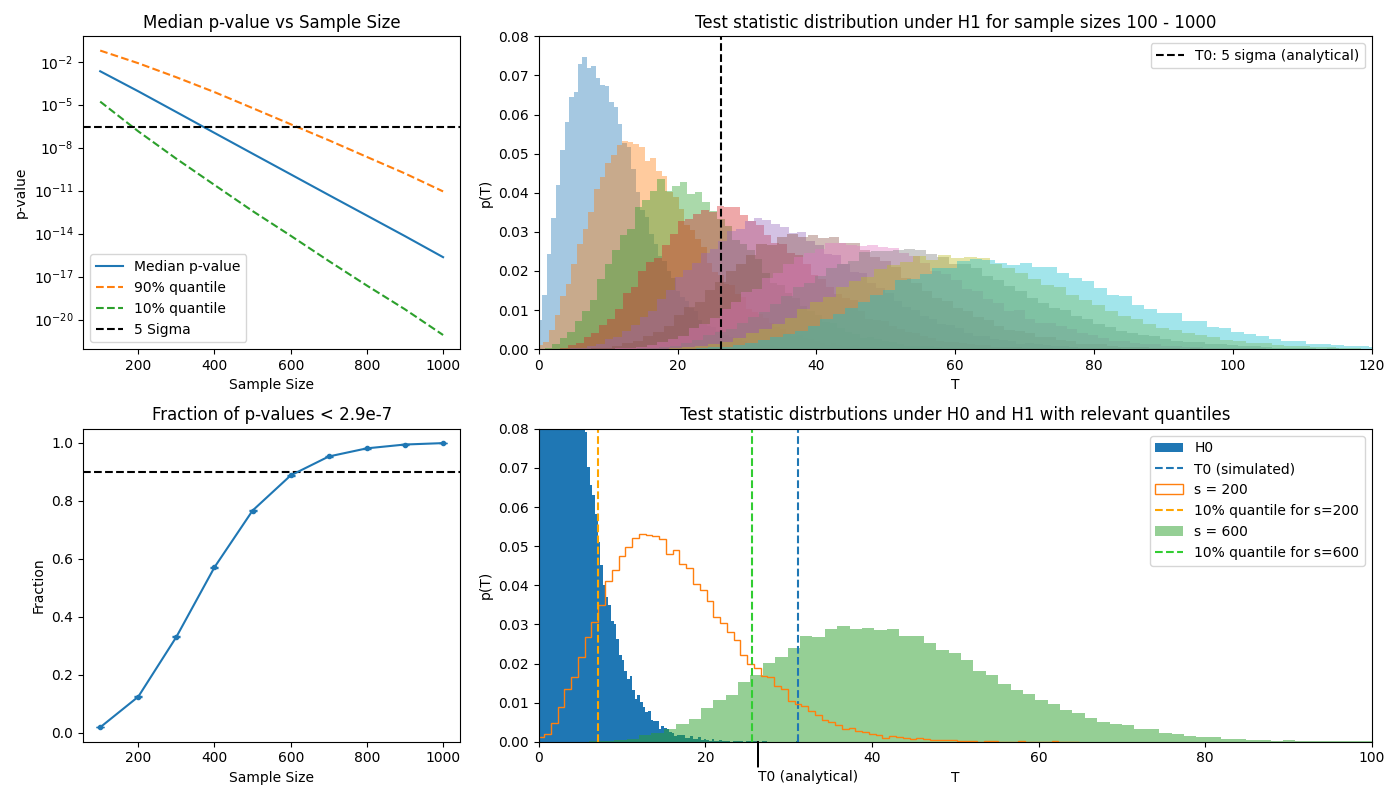 Median p-value vs Sample Size
p-value
10⁻²
10⁻⁵
10⁻⁸
10⁻¹¹
10⁻¹⁴
10⁻¹⁷
10⁻²⁰
Median p-value
90% quantile
10% quantile
5 Sigma
200 400 600 800 1000
Sample Size
Test statistic distribution under H1 for sample sizes 100 - 1000
p(T)
0.08
0.07
0.06
0.05
0.04
0.03
0.02
0.01
0.00
T0: 5 sigma (analytical)
0 20 40 60 80 100 120
T
Fraction of p-values < 2.9e-7
Fraction
1.0
0.8
0.6
0.4
0.2
0.0
200 400 600 800 1000
Sample Size
Test statistic distrbutions under H0 and H1 with relevant quantiles
p(T)
0.08
0.07
0.06
0.05
0.04
0.03
0.02
0.01
0.00
H0
T0 (simulated)
s = 200
10% quantile for s=200
s = 600
10% quantile for s=600
0 20 40 60 80 100
T0 (analytical)
T